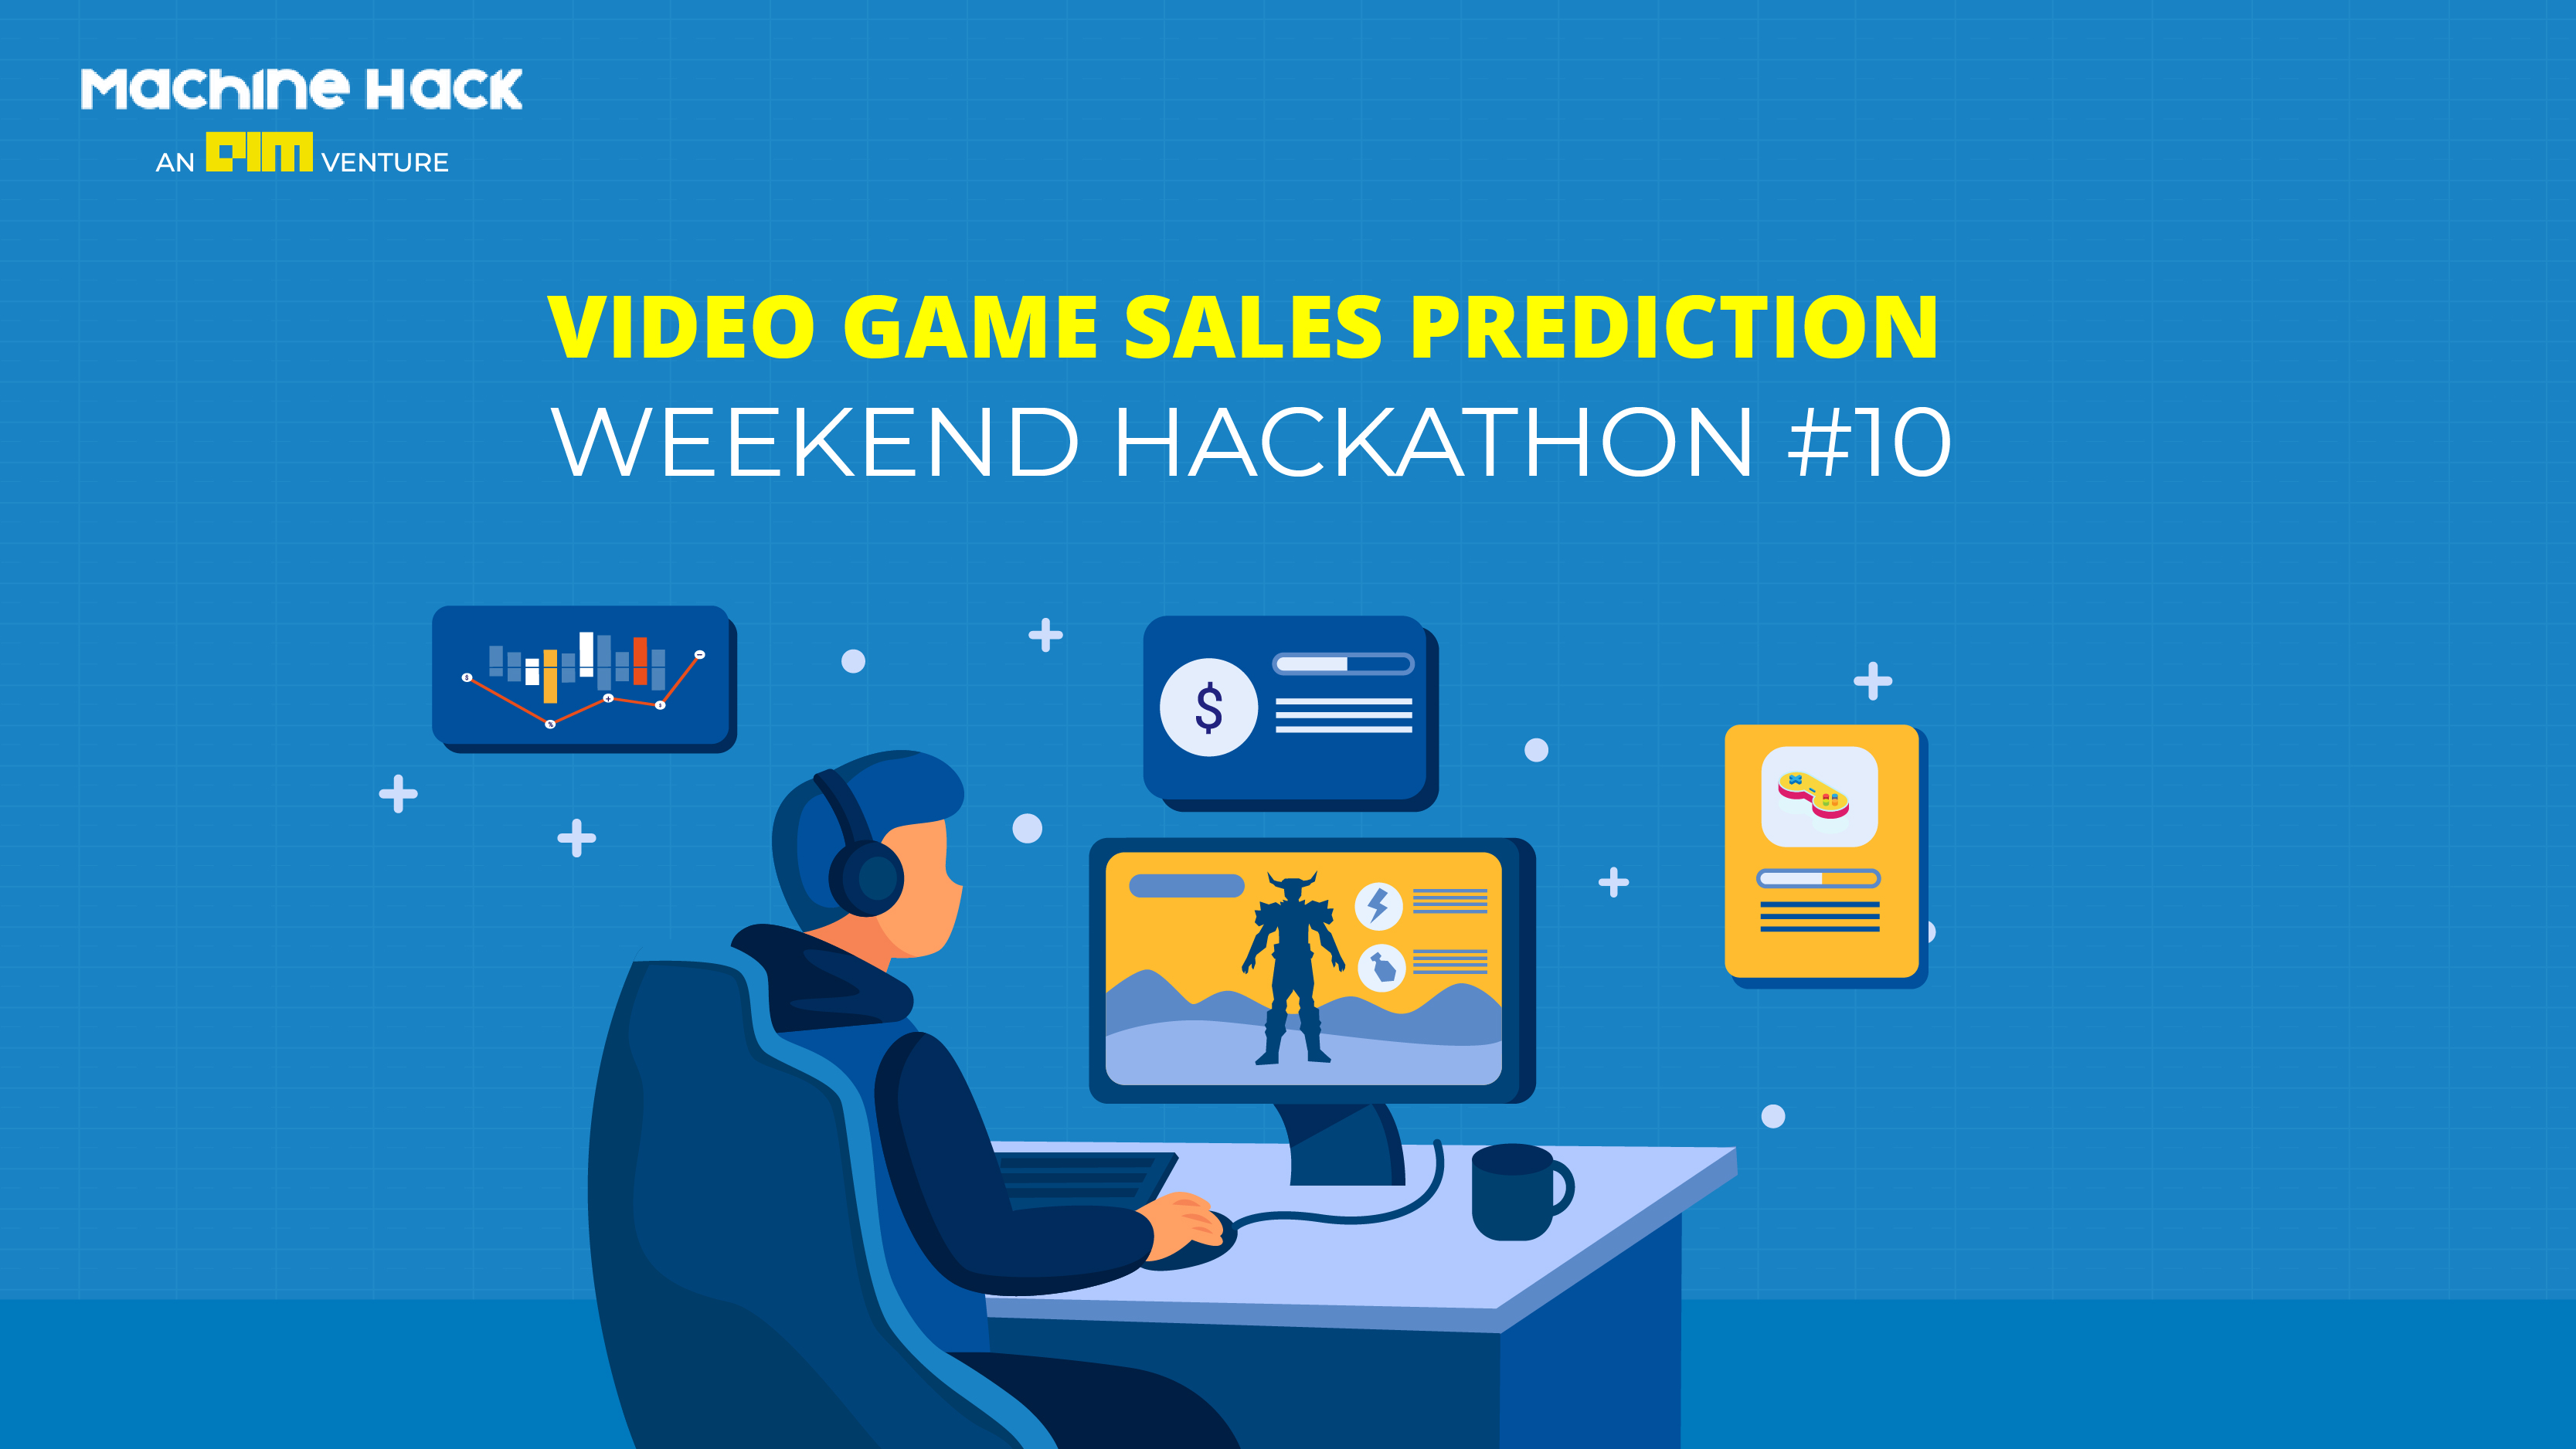 Machine Hack
AN AIM VENTURE
VIDEO GAME SALES PREDICTION
WEEKEND HACKATHON #10
$